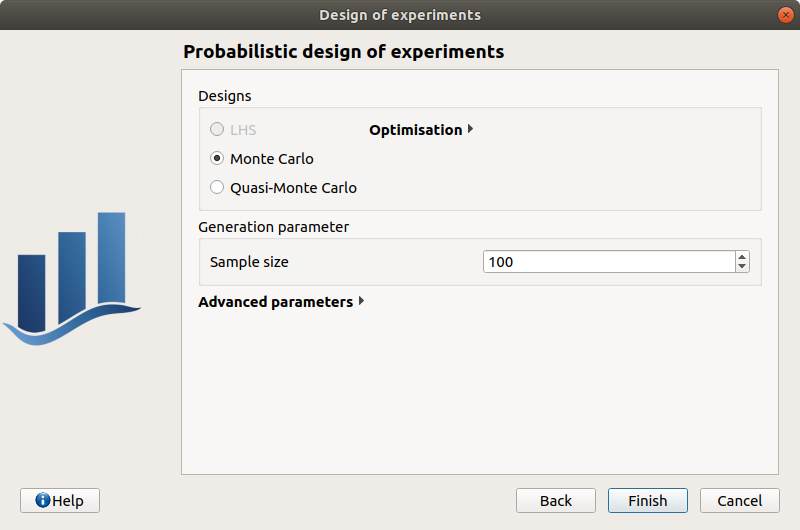 Design of experiments
Probabilistic design of experiments
Designs
LHS
Optimisation
Monte Carlo
Quasi-Monte Carlo
Generation parameter
Sample size
100
Advanced parameters
Help
Back
Finish
Cancel